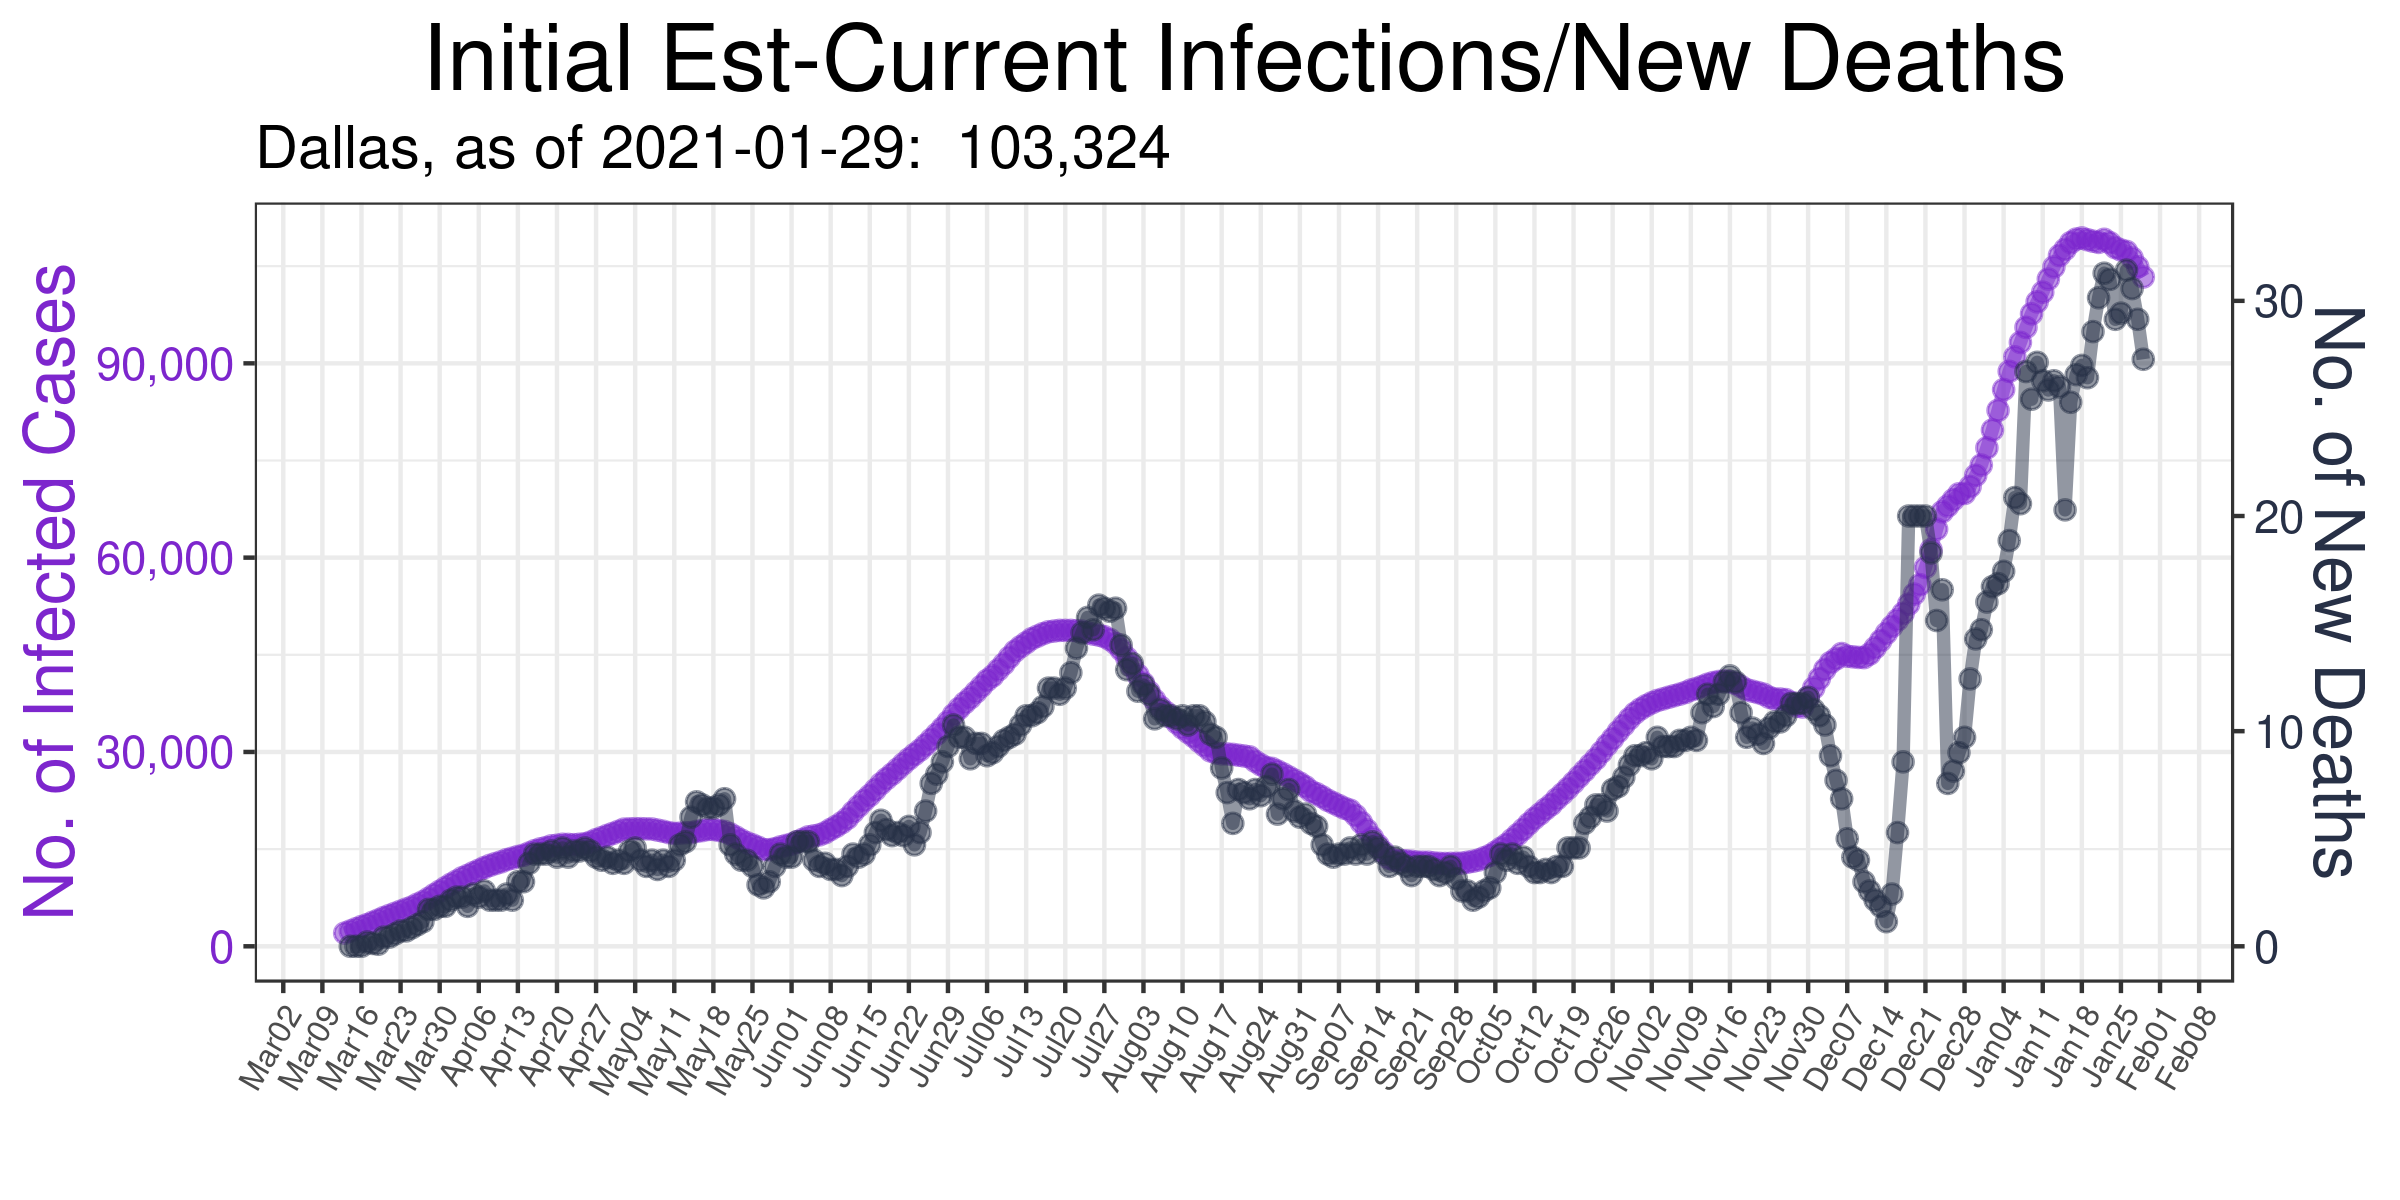 Initial Est-Current Infections/New Deaths
Dallas, as of 2021-01-29:  103,324
No. of Infected Cases
90,000
60,000
30,000
0
30
20
10
0
No. of New Deaths
Mar02 Mar09 Mar16 Mar23 Mar30 Apr06 Apr13 Apr20 Apr27 May04 May11 May18 May25 Jun01 Jun08 Jun15 Jun22 Jun29 Jul06 Jul13 Jul20 Jul27 Aug03 Aug10 Aug17 Aug24 Aug31 Sep07 Sep14 Sep21 Sep28 Oct05 Oct12 Oct19 Oct26 Nov02 Nov09 Nov16 Nov23 Nov30 Dec07 Dec14 Dec21 Dec28 Jan04 Jan11 Jan18 Jan25 Feb01 Feb08